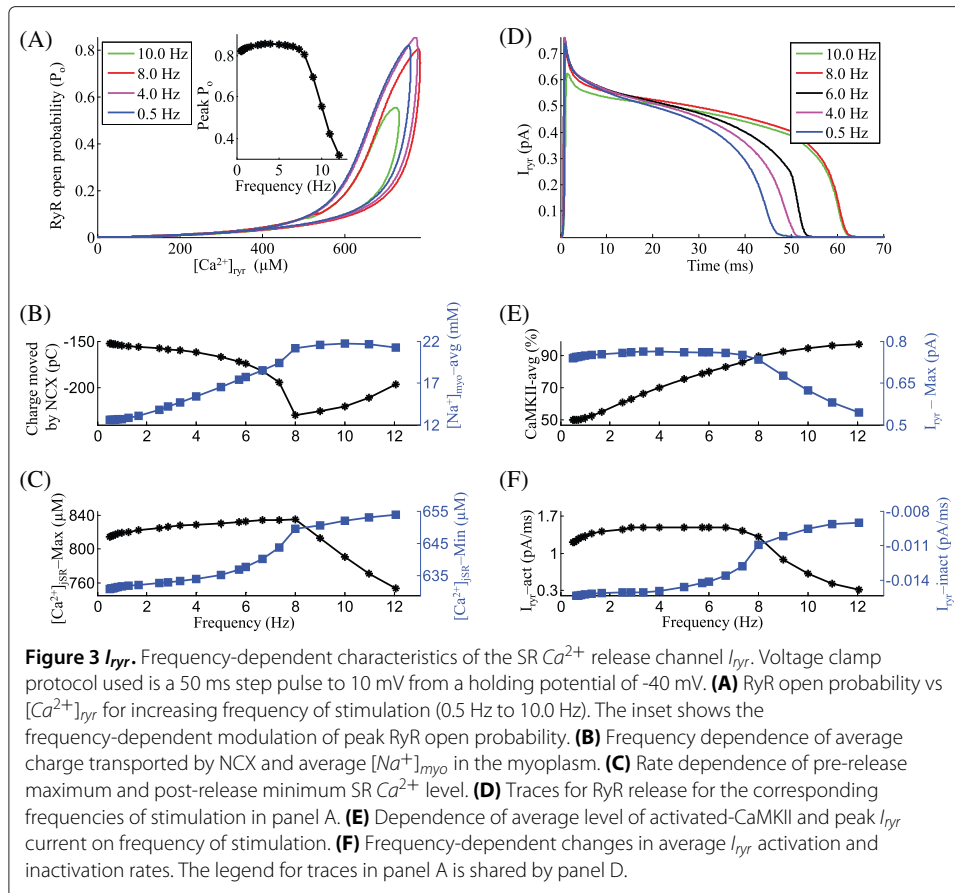 (A)
10.0 Hz
8.0 Hz
4.0 Hz
0.5 Hz
RyR open probability (Pₒ)
0.8
0.6
0.4
0.2
0
0 200 400 600
[Ca²⁺]ryr (µM)
Peak Pₒ
0.8
0.6
0.4
0 5 10
Frequency (Hz)
(D)
10.0 Hz
8.0 Hz
6.0 Hz
4.0 Hz
0.5 Hz
Iryr (pA)
0.7
0.6
0.5
0.4
0.3
0.2
0.1
0 10 20 30 40 50 60 70
Time (ms)
(B)
Charge moved
by NCX (pC)
-150
-200
[Na⁺]myo−avg (mM)
22
17
13
12
0 2 4 6 8 10 12
(E)
CaMKII-avg (%)
90
70
50
Iryr − Max (pA)
0.8
0.65
0.5
0 2 4 6 8 10 12
(C)
[Ca²⁺]jSR−Max (µM)
840
800
760
[Ca²⁺]jSR−Min (µM)
655
645
635
0 2 4 6 8 10 12
Frequency (Hz)
(F)
Iryr−act (pA/ms)
1.7
1
0.3
Iryr−inact (pA/ms)
-0.008
-0.011
-0.014
0 2 4 6 8 10 12
Frequency (Hz)
Figure 3 Iryr. Frequency-dependent characteristics of the SR Ca²⁺ release channel Iryr. Voltage clamp
protocol used is a 50 ms step pulse to 10 mV from a holding potential of -40 mV. (A) RyR open probability vs
[Ca²⁺]ryr for increasing frequency of stimulation (0.5 Hz to 10.0 Hz). The inset shows the
frequency-dependent modulation of peak RyR open probability. (B) Frequency dependence of average
charge transported by NCX and average [Na⁺]myo in the myoplasm. (C) Rate dependence of pre-release
maximum and post-release minimum SR Ca²⁺ level. (D) Traces for RyR release for the corresponding
frequencies of stimulation in panel A. (E) Dependence of average level of activated-CaMKII and peak Iryr
current on frequency of stimulation. (F) Frequency-dependent changes in average Iryr activation and
inactivation rates. The legend for traces in panel A is shared by panel D.